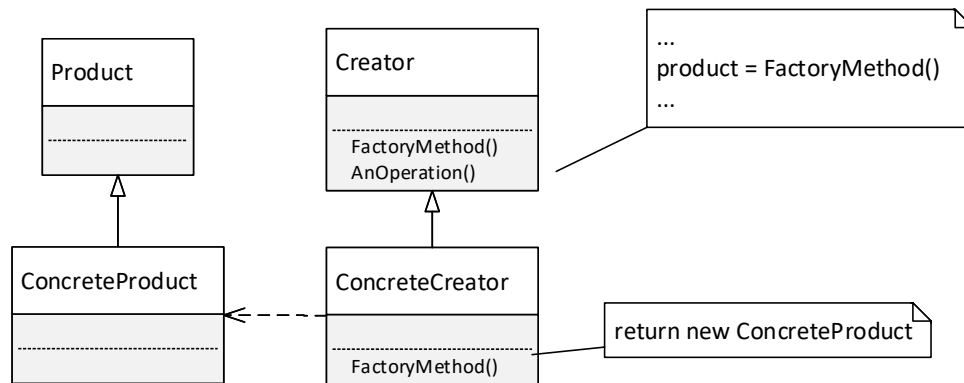 Product
Creator
FactoryMethod()
AnOperation()
...
product = FactoryMethod()
...
ConcreteProduct
ConcreteCreator
FactoryMethod()
return new ConcreteProduct